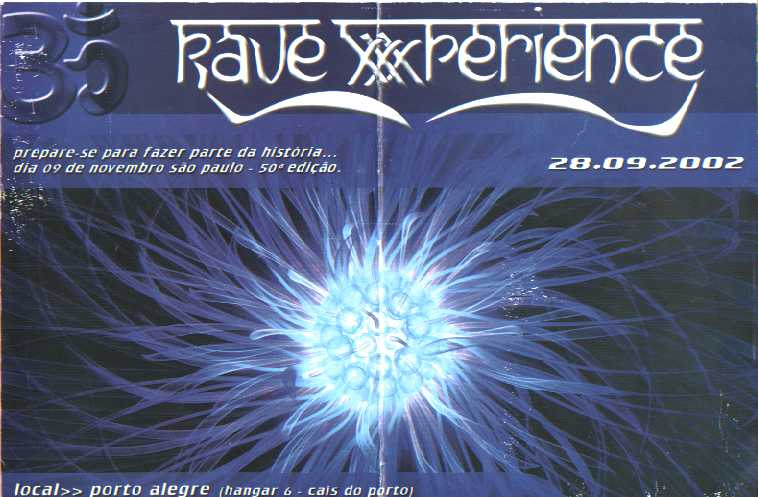 ॐ
Rave XXXperience
prepare-se para fazer parte da história...
dia 09 de novembro são paulo - 50ª edição.
28.09.2002
local>> porto alegre (hangar 6 - cais do porto)